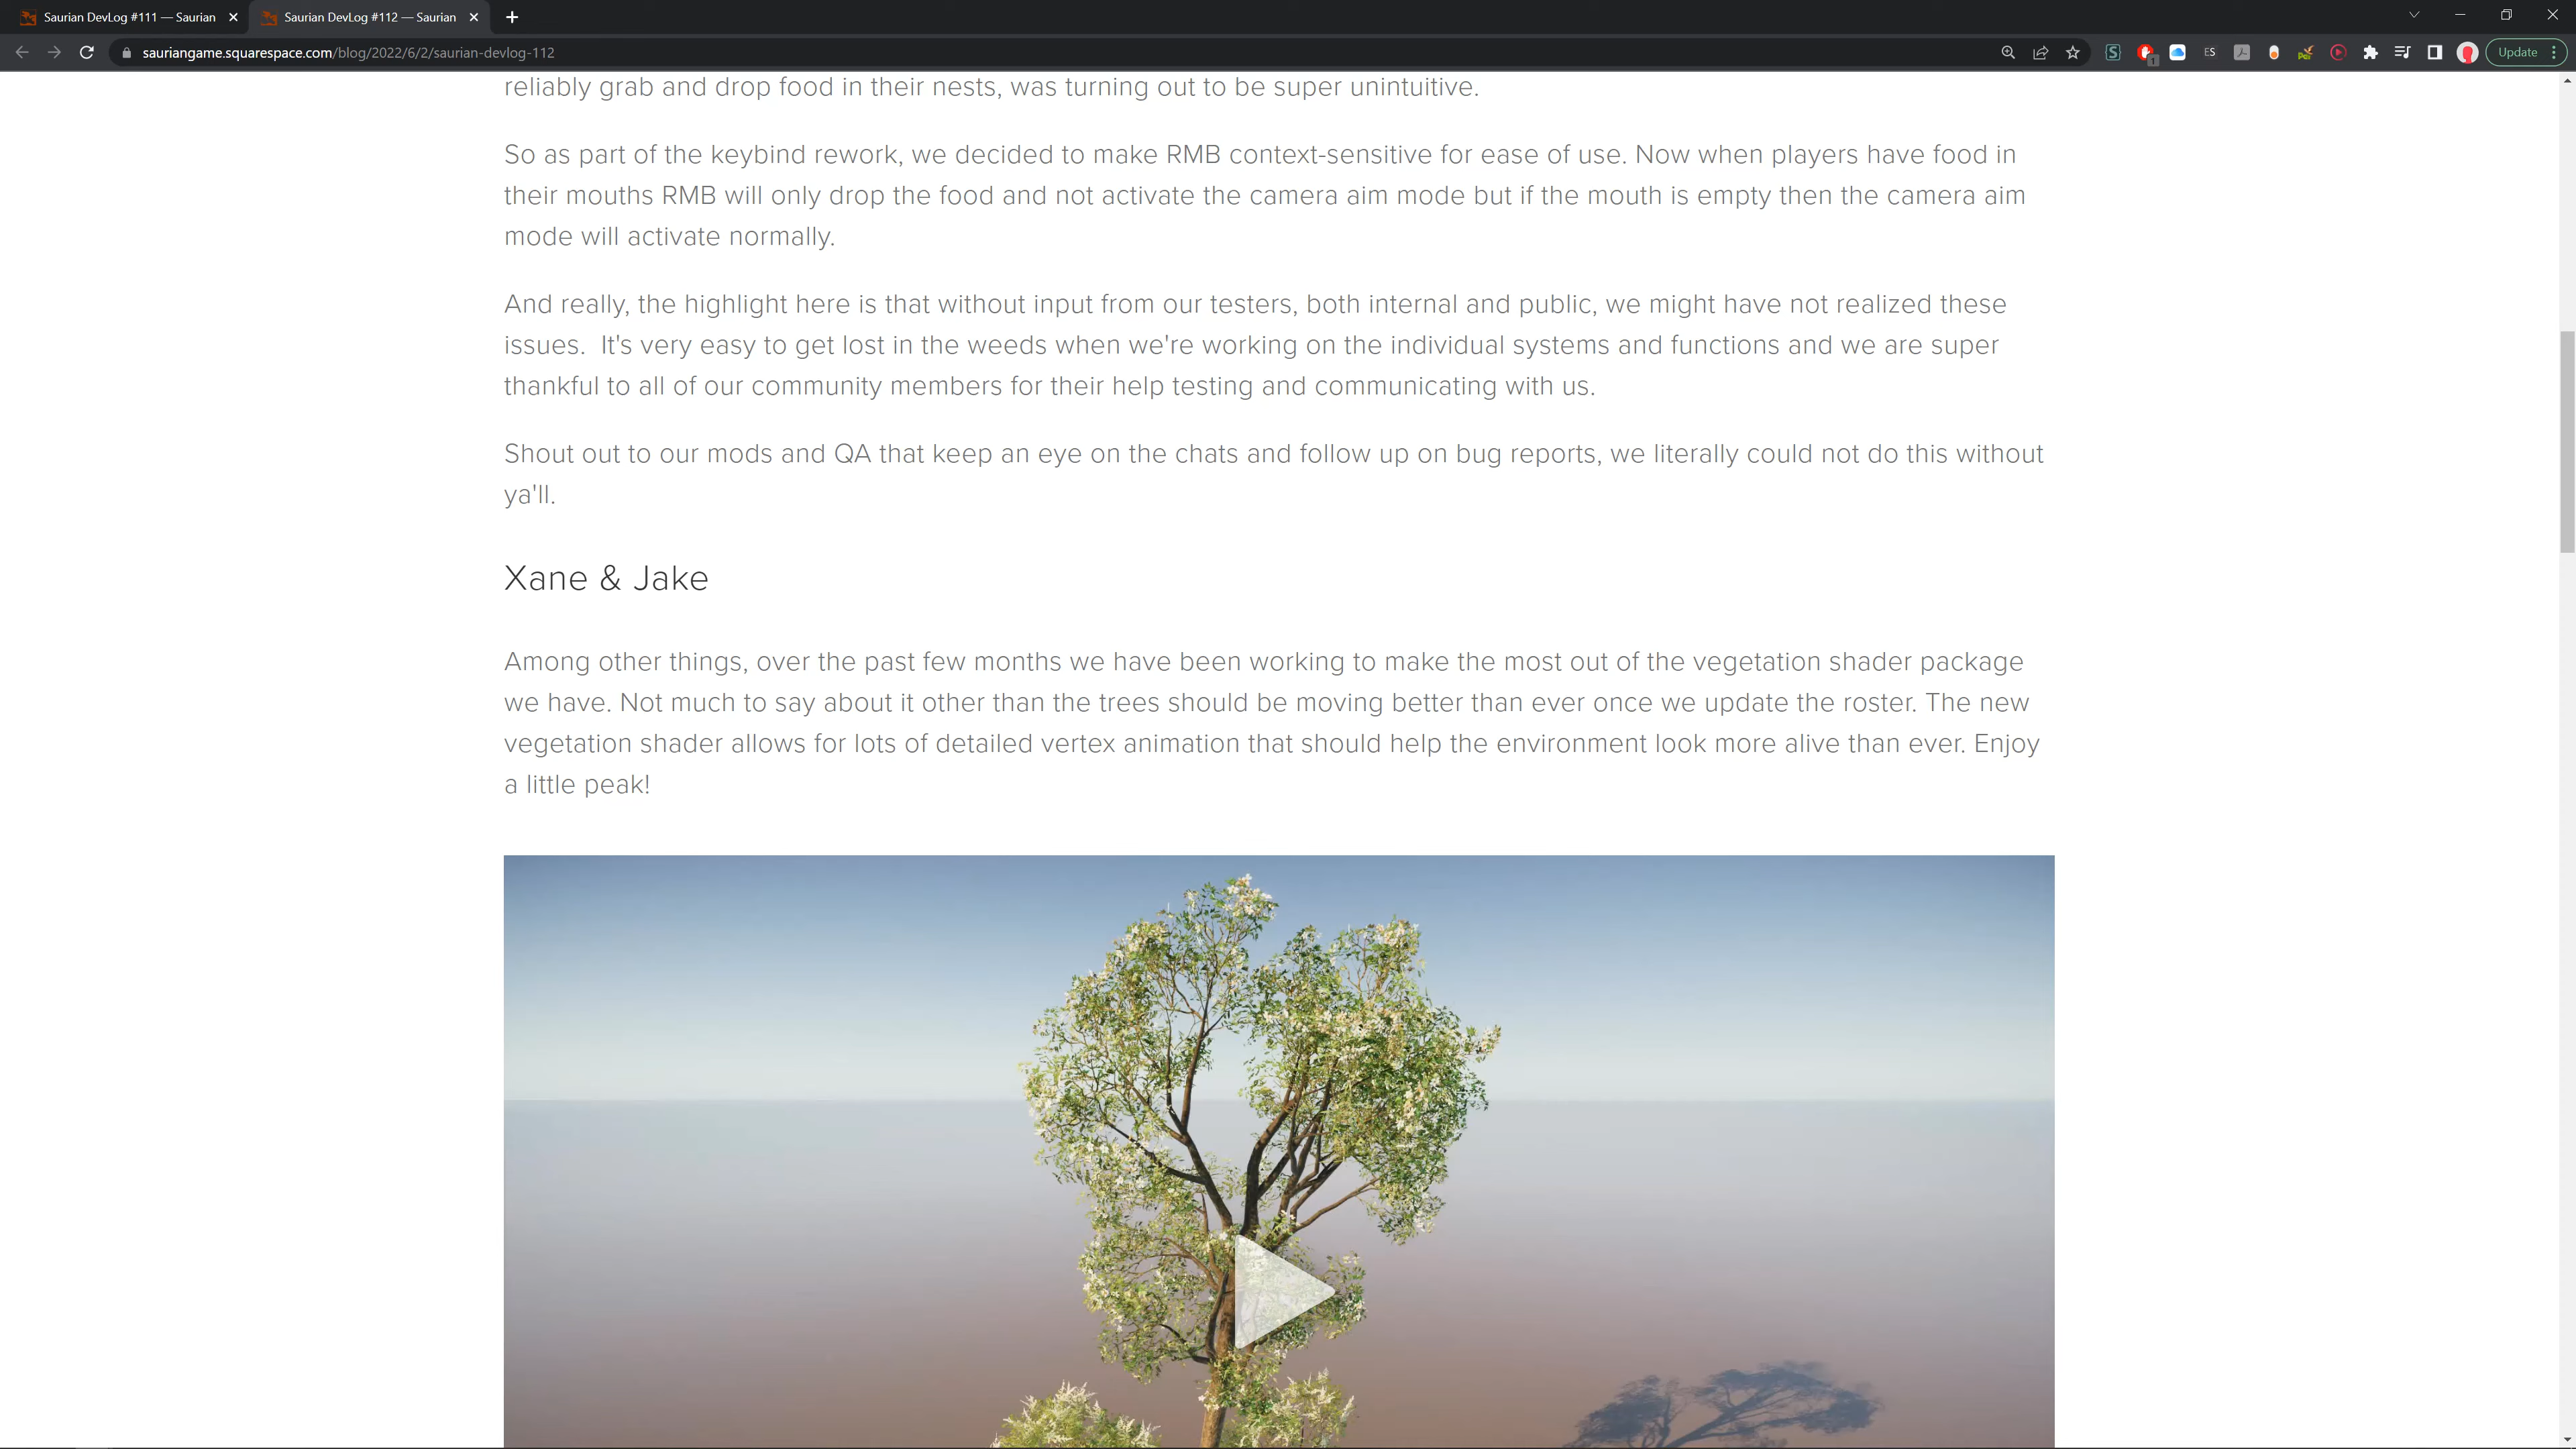 Saurian DevLog #111 — Saurian
Saurian DevLog #112 — Saurian
sauriangame.squarespace.com/blog/2022/6/2/saurian-devlog-112
1
ES
Update
reliably grab and drop food in their nests, was turning out to be super unintuitive.
So as part of the keybind rework, we decided to make RMB context-sensitive for ease of use. Now when players have food in
their mouths RMB will only drop the food and not activate the camera aim mode but if the mouth is empty then the camera aim
mode will activate normally.
And really, the highlight here is that without input from our testers, both internal and public, we might have not realized these
issues.  It's very easy to get lost in the weeds when we're working on the individual systems and functions and we are super
thankful to all of our community members for their help testing and communicating with us.
Shout out to our mods and QA that keep an eye on the chats and follow up on bug reports, we literally could not do this without
ya'll.
Xane & Jake
Among other things, over the past few months we have been working to make the most out of the vegetation shader package
we have. Not much to say about it other than the trees should be moving better than ever once we update the roster. The new
vegetation shader allows for lots of detailed vertex animation that should help the environment look more alive than ever. Enjoy
a little peak!